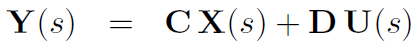 Y(s) = C X(s) + D U(s)